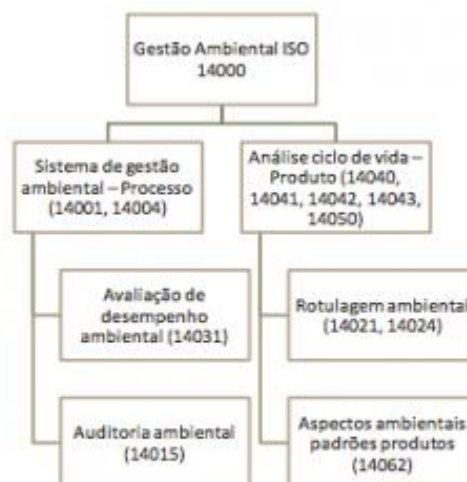 Gestão Ambiental ISO
14000
Sistema de gestão
ambiental – Processo
(14001, 14004)
Análise ciclo de vida –
Produto (14040,
14041, 14042, 14043,
14050)
Avaliação de
desempenho
ambiental (14031)
Rotulagem ambiental
(14021, 14024)
Auditoria ambiental
(14015)
Aspectos ambientais
padrões produtos
(14062)